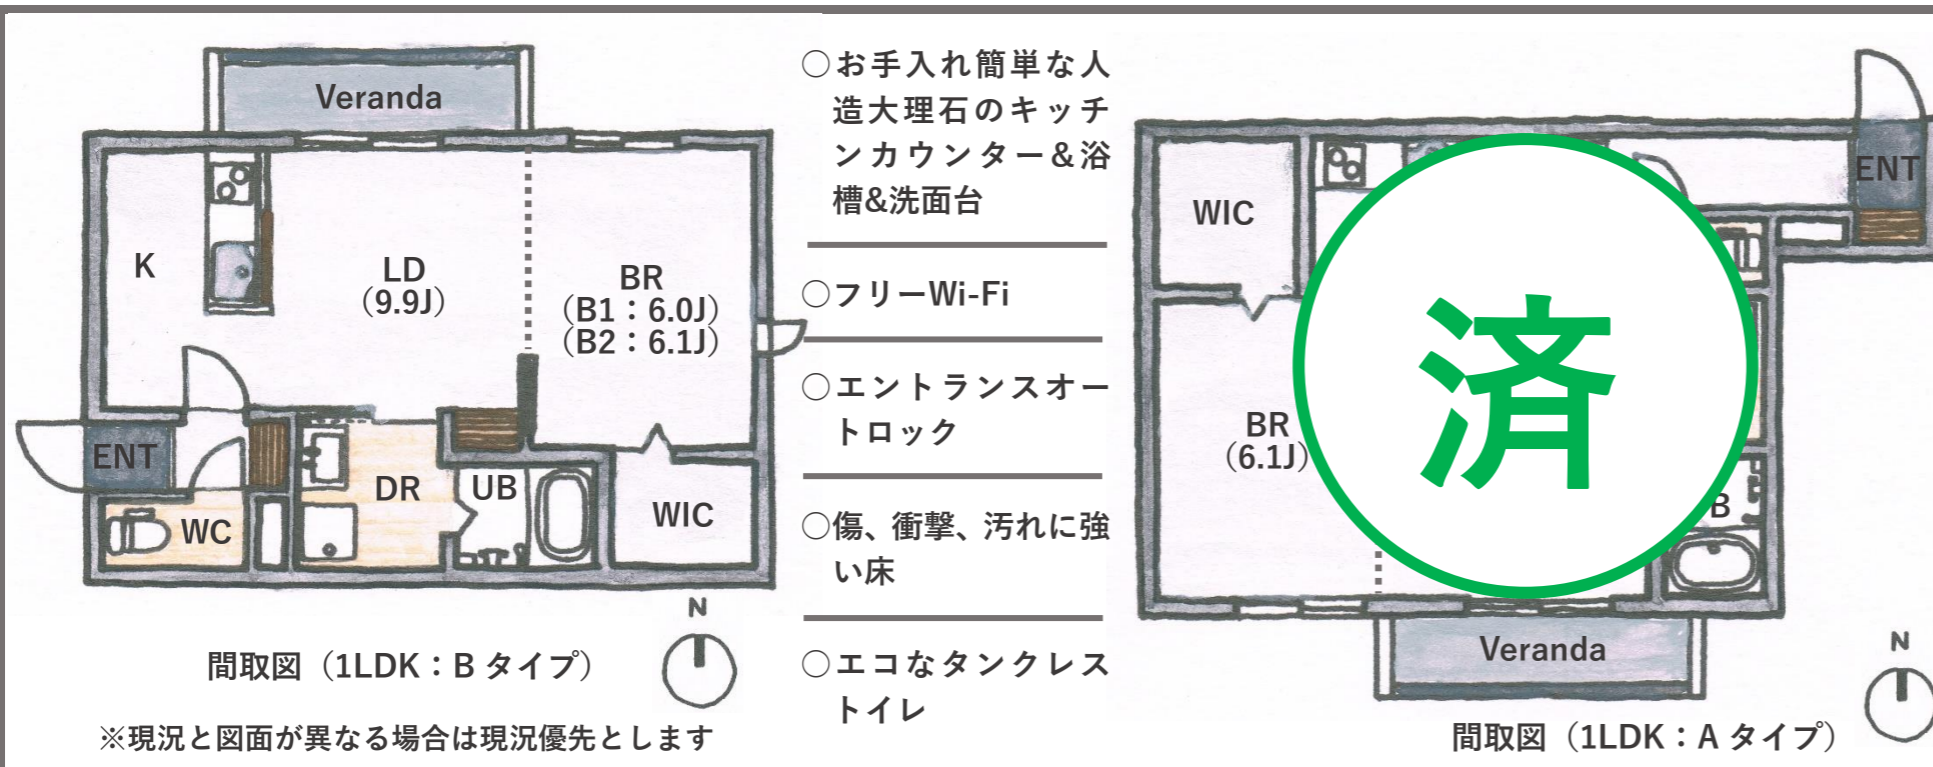 Veranda
K
LD
（9.9J）
BR
（B1：6.0J）
（B2：6.1J）
ENT
WC
DR
UB
WIC
N
間取図（1LDK：B タイプ）
※現況と図面が異なる場合は現況優先とします
○お手入れ簡単な人
造大理石のキッチ
ンカウンター＆浴
槽&洗面台
○フリーWi-Fi
○エントランスオー
トロック
○傷、衝撃、汚れに強
い床
○エコなタンクレス
トイレ
WIC
ENT
済
BR
（6.1J）
B
Veranda
N
間取図（1LDK：A タイプ）